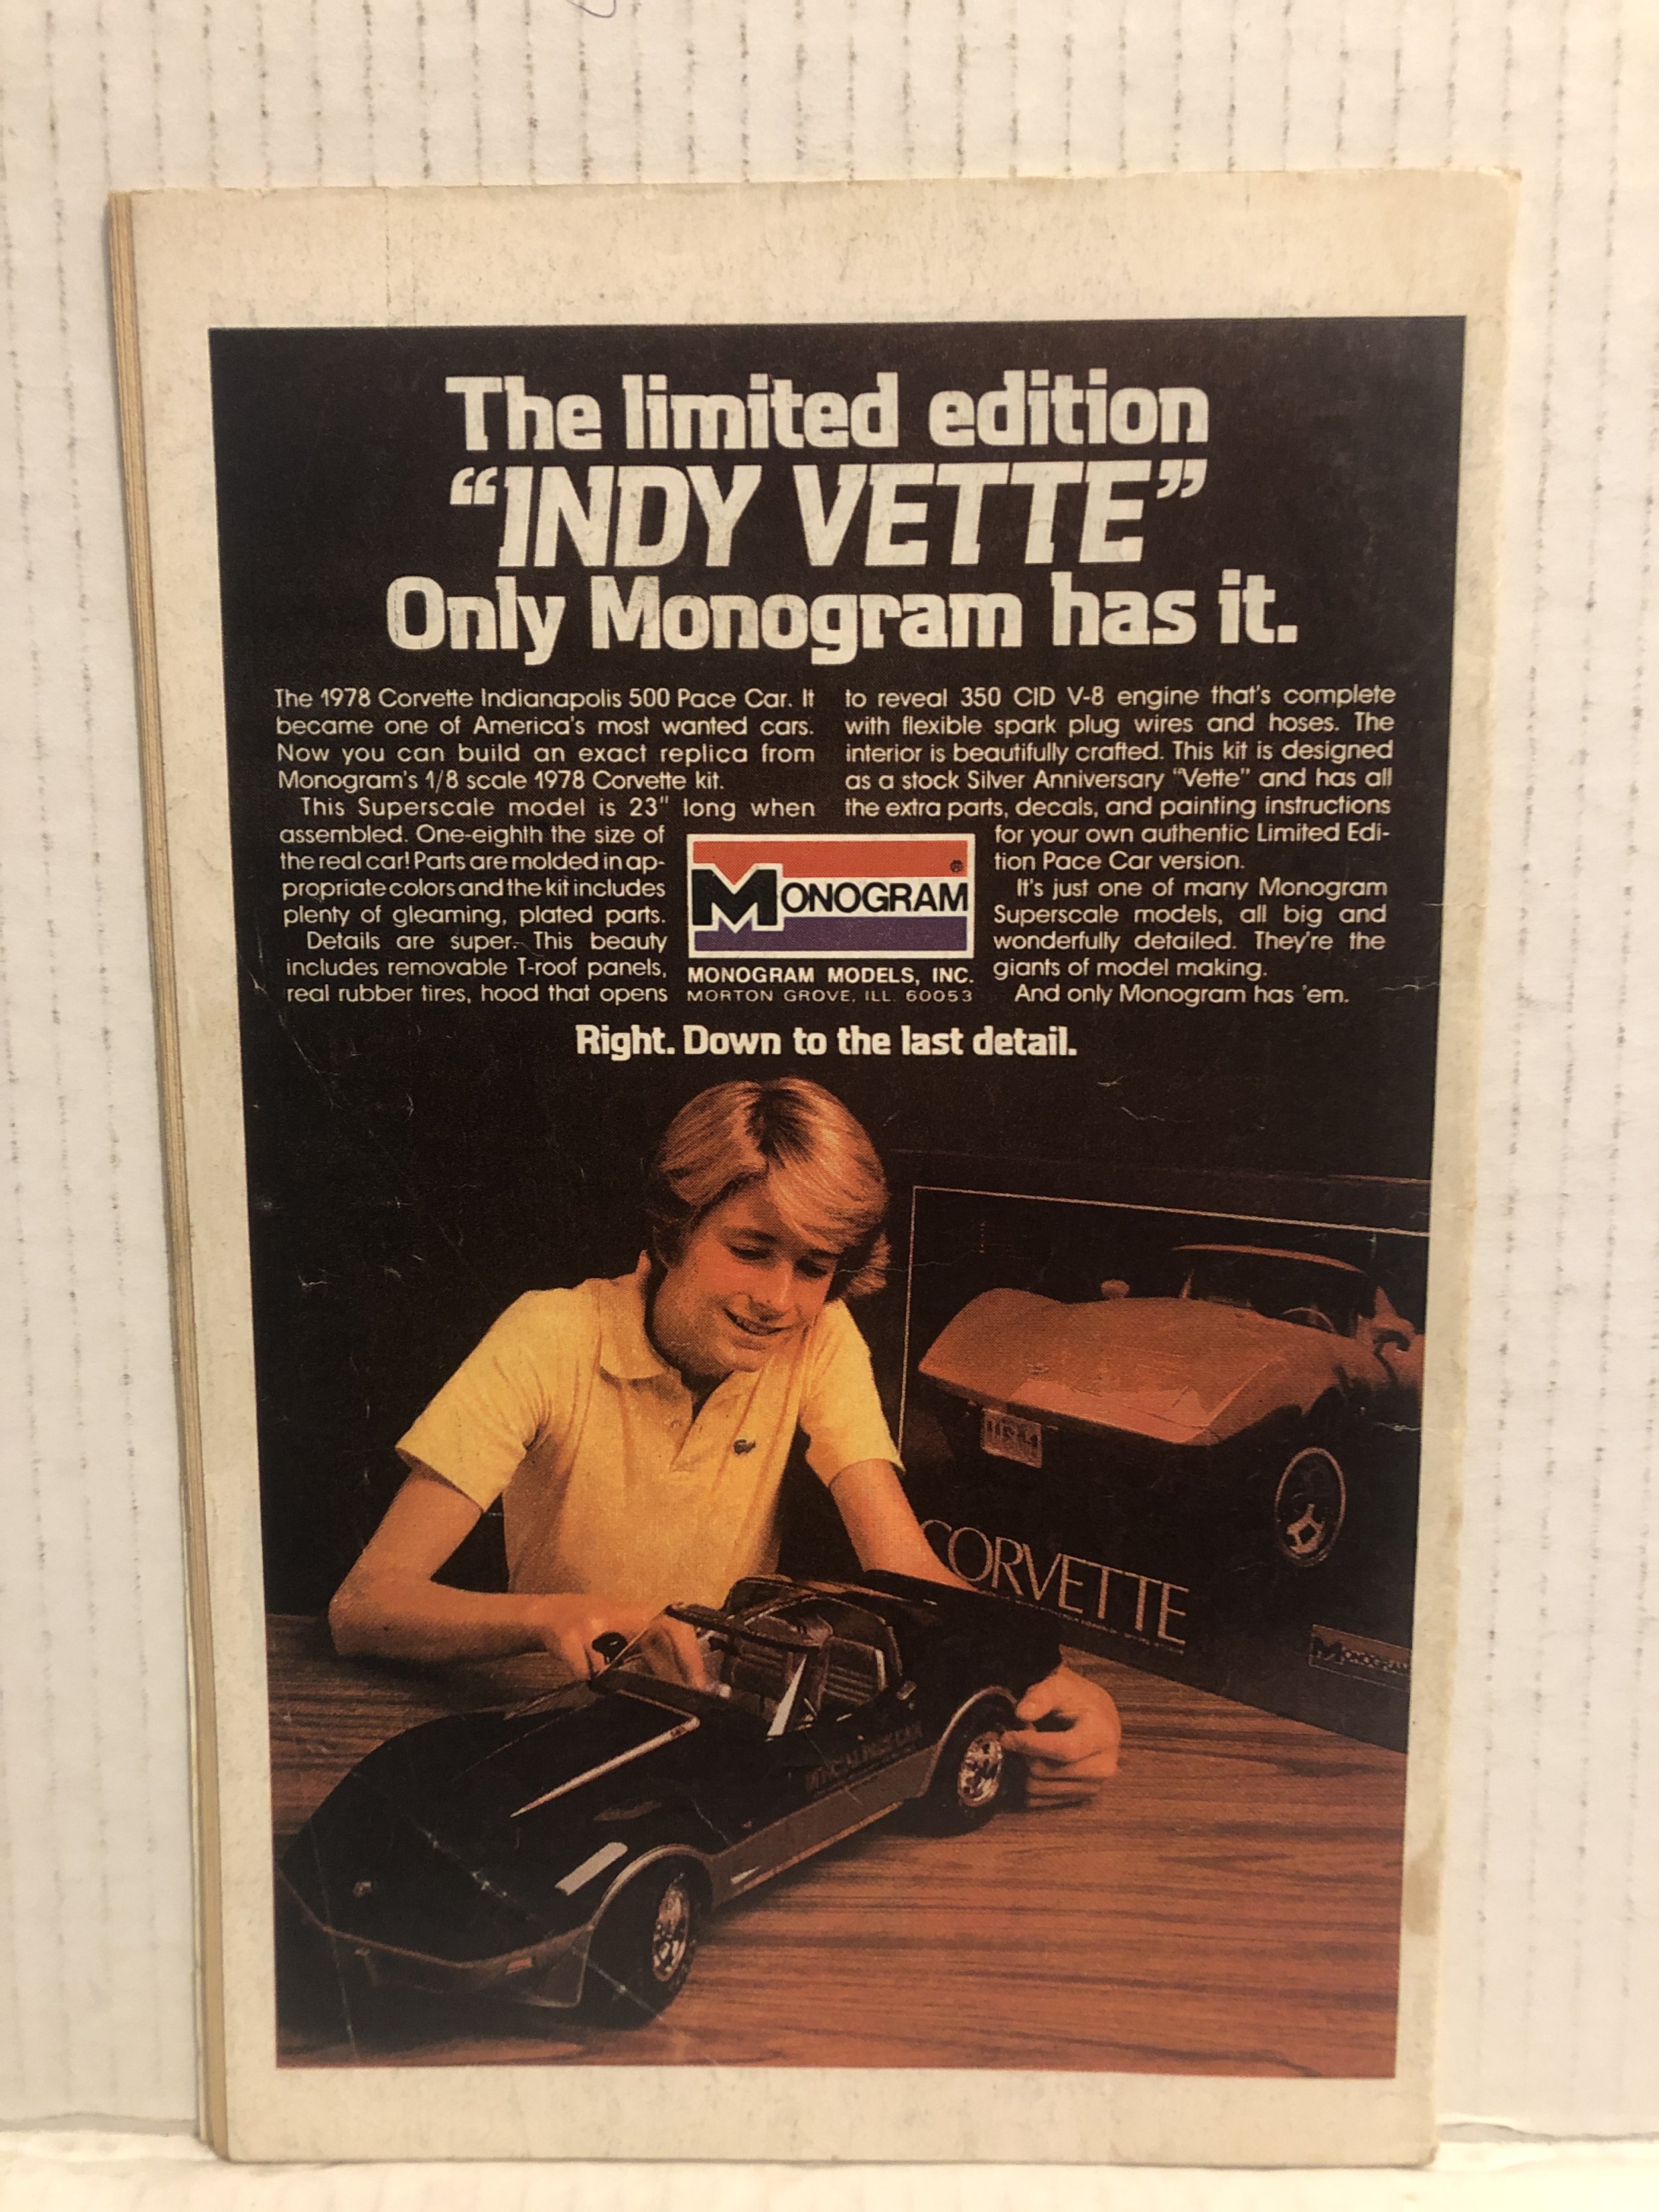 The limited edition
“INDY VETTE”
Only Monogram has it.
The 1978 Corvette Indianapolis 500 Pace Car. It
became one of America's most wanted cars.
Now you can build an exact replica from
Monogram's 1/8 scale 1978 Corvette kit.
This Superscale model is 23" long when
assembled. One-eighth the size of
the real car! Parts are molded in ap-
propriate colors and the kit includes
plenty of gleaming, plated parts.
Details are super. This beauty
includes removable T-roof panels,
real rubber tires, hood that opens
to reveal 350 CID V-8 engine that's complete
with flexible spark plug wires and hoses. The
interior is beautifully crafted. This kit is designed
as a stock Silver Anniversary "Vette" and has all
the extra parts, decals, and painting instructions
for your own authentic Limited Edi-
tion Pace Car version.
It's just one of many Monogram
Superscale models, all big and
wonderfully detailed. They're the
giants of model making.
And only Monogram has 'em.
MONOGRAM ®
MONOGRAM MODELS, INC.
MORTON GROVE, ILL. 60053
Right. Down to the last detail.
CORVETTE
MONOGRAM